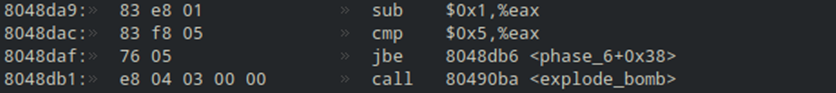 8048da9:» 83 e8 01 » sub $0x1,%eax
8048dac:» 83 f8 05 » cmp $0x5,%eax
8048daf:» 76 05 » jbe 8048db6 <phase_6+0x38>
8048db1:» e8 04 03 00 00 » call 80490ba <explode_bomb>